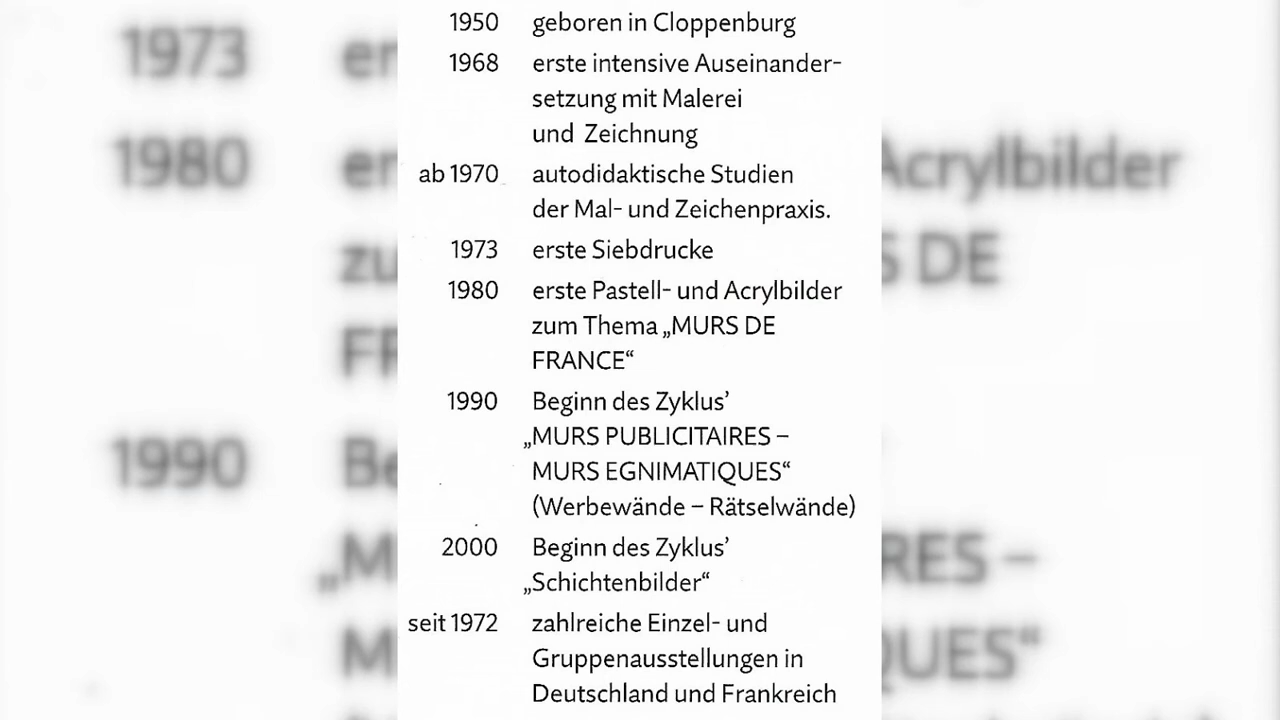 1950 geboren in Cloppenburg
1968 erste intensive Auseinander-
setzung mit Malerei
und Zeichnung
ab 1970 autodidaktische Studien
der Mal- und Zeichenpraxis.
1973 erste Siebdrucke
1980 erste Pastell- und Acrylbilder
zum Thema „MURS DE
FRANCE“
1990 Beginn des Zyklus’
„MURS PUBLICITAIRES –
MURS EGNIMATIQUES“
(Werbewände – Rätselwände)
2000 Beginn des Zyklus’
„Schichtenbilder“
seit 1972 zahlreiche Einzel- und
Gruppenausstellungen in
Deutschland und Frankreich